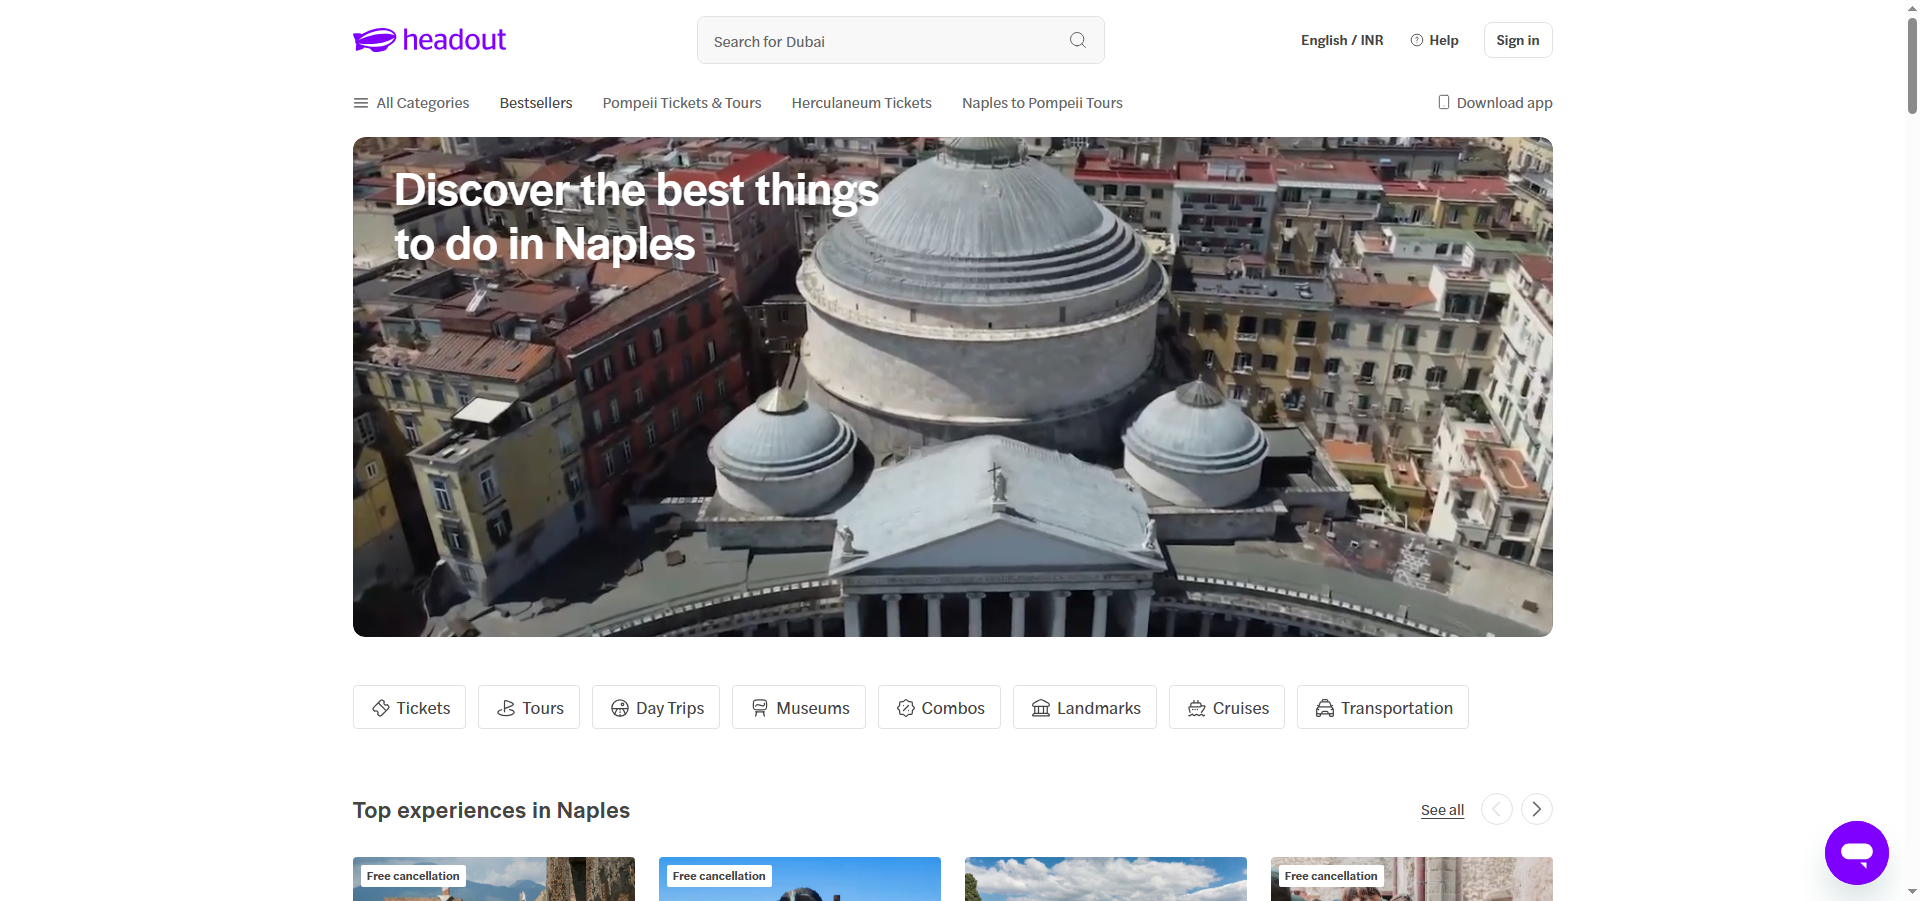 headout
Search for Dubai
English / INR
Help
Sign in
All Categories
Bestsellers
Pompeii Tickets & Tours
Herculaneum Tickets
Naples to Pompeii Tours
Download app
Discover the best things
to do in Naples
Tickets
Tours
Day Trips
Museums
Combos
Landmarks
Cruises
Transportation
Top experiences in Naples
See all
Free cancellation
Free cancellation
Free cancellation